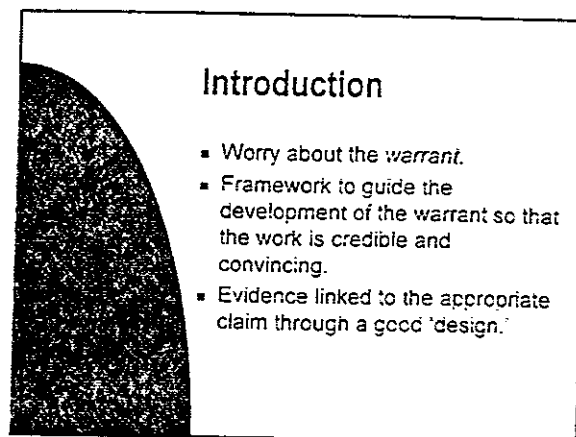 Introduction
▪ Worry about the warrant.
▪ Framework to guide the
development of the warrant so that
the work is credible and
convincing.
▪ Evidence linked to the appropriate
claim through a good 'design.'